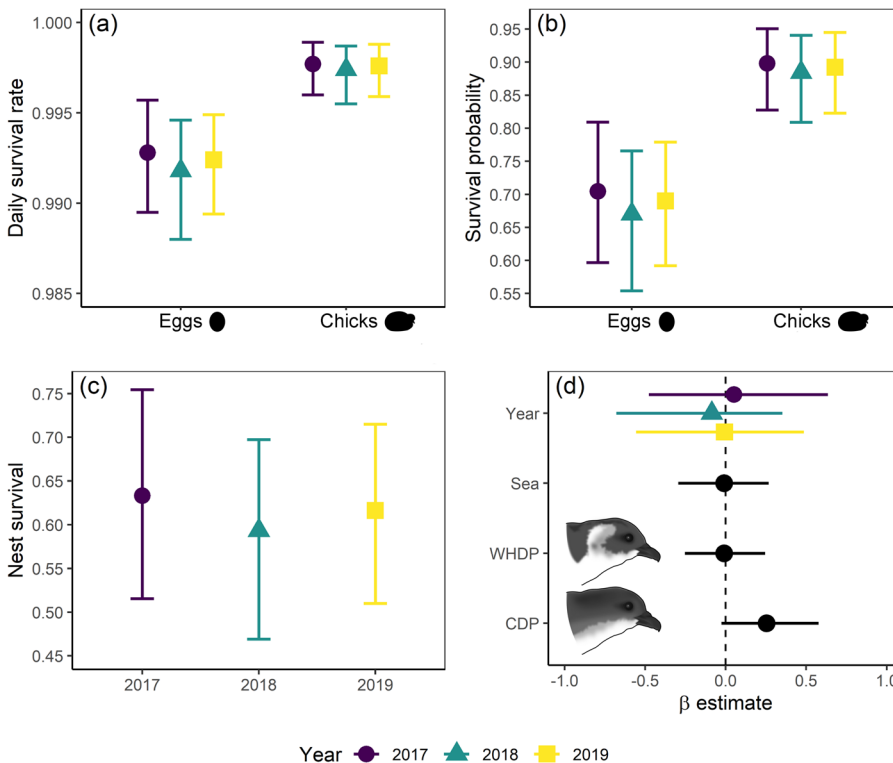 (a)
Daily survival rate
1.000
0.995
0.990
0.985
Eggs Chicks
(b)
Survival probability
0.95
0.90
0.85
0.80
0.75
0.70
0.65
0.60
0.55
Eggs Chicks
(c)
Nest survival
0.75
0.70
0.65
0.60
0.55
0.50
0.45
2017 2018 2019
(d)
Year
Sea
WHDP
CDP
-1.0 -0.5 0.0 0.5 1.0
β estimate
Year 2017 2018 2019